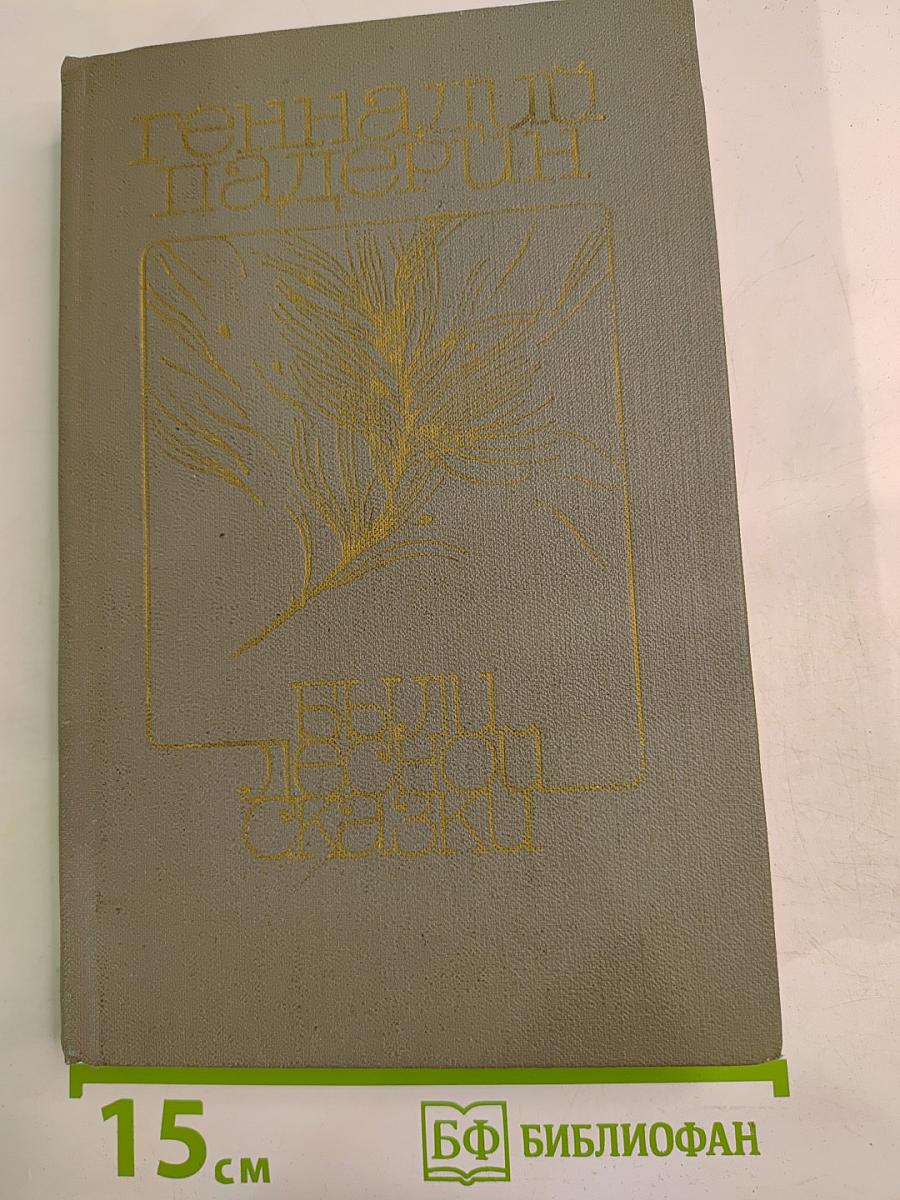 Геннадий
Падерин
Были
лесной
сказки
15 см
БФ БИБЛИОФАН